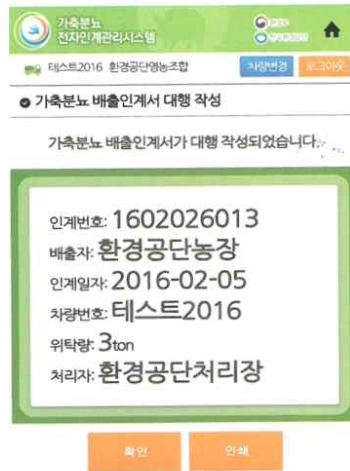 가축분뇨
전자인계관리시스템
환경부
테스트2016 환경공단영농조합 차량변경 로그아웃
가축분뇨 배출인계서 대행 작성
가축분뇨 배출인계서가 대행 작성되었습니다.
인계번호: 1602026013
배출자: 환경공단농장
인계일자: 2016-02-05
차량번호: 테스트2016
위탁량: 3ton
처리자: 환경공단처리장
확인 인쇄